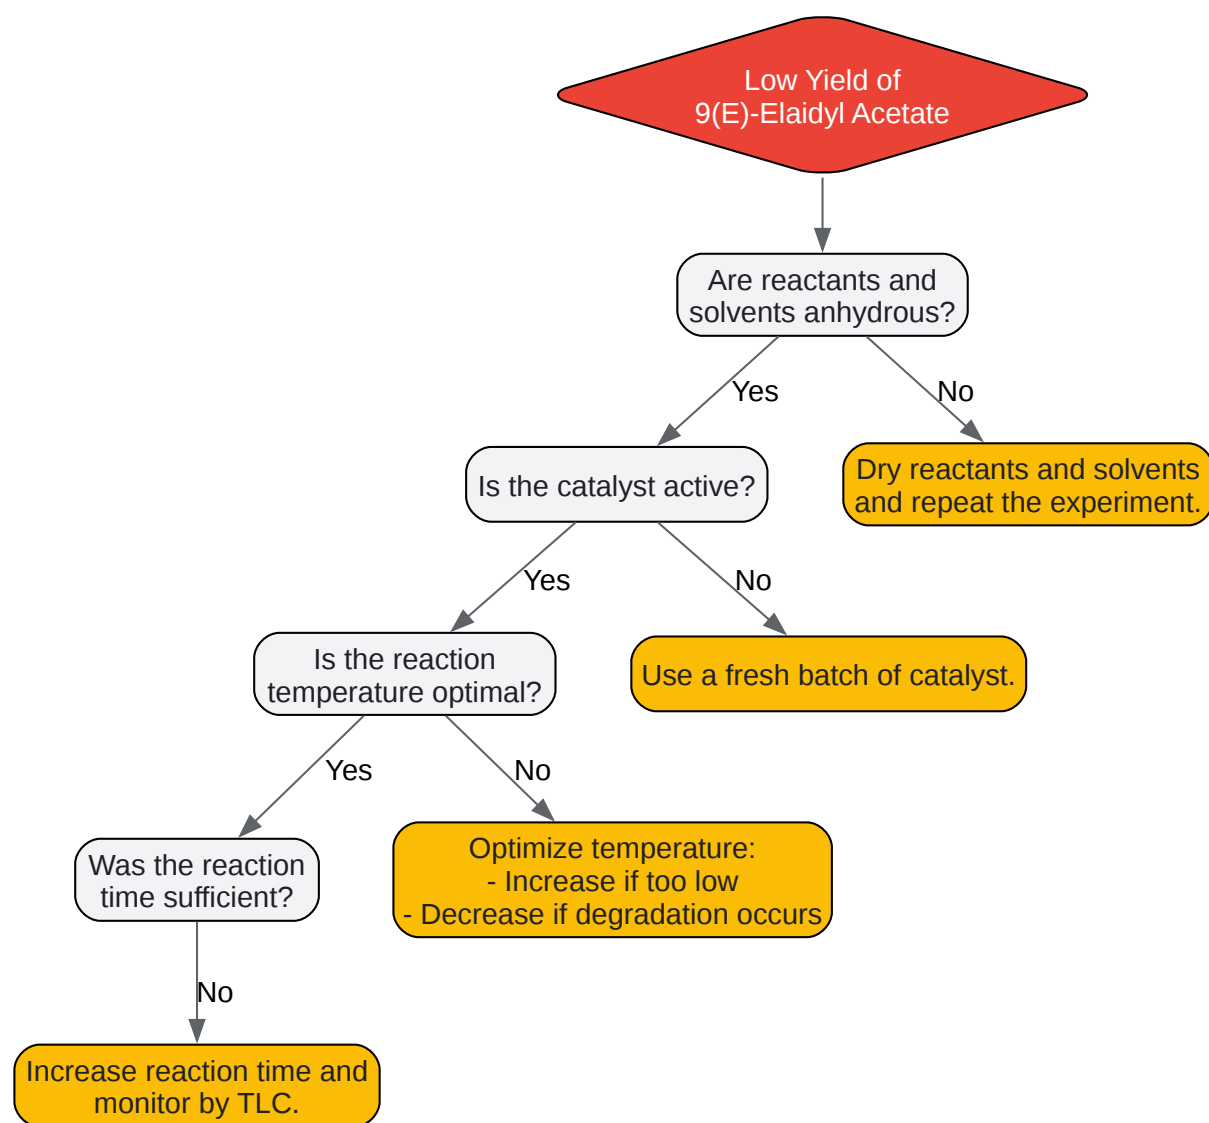 Low Yield of
9(E)-Elaidyl Acetate
Are reactants and
solvents anhydrous?
Yes
No
Is the catalyst active?
Dry reactants and solvents
and repeat the experiment.
Yes
No
Is the reaction
temperature optimal?
Use a fresh batch of catalyst.
Yes
No
Was the reaction
time sufficient?
Optimize temperature:
- Increase if too low
- Decrease if degradation occurs
No
Increase reaction time and
monitor by TLC.